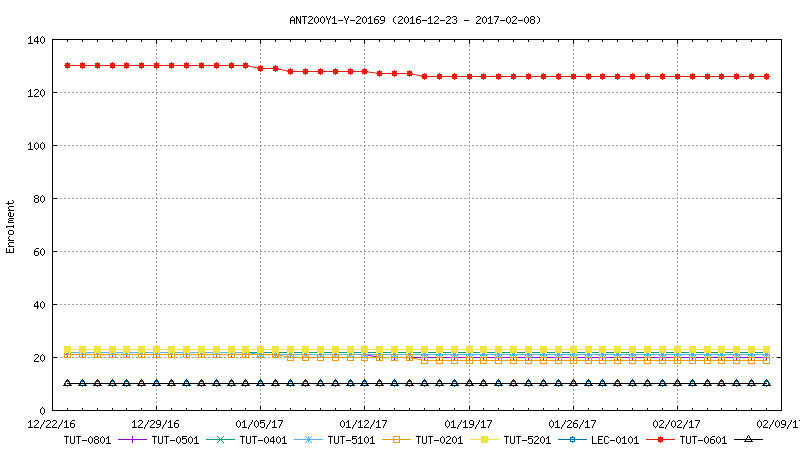 ANT200Y1-Y-20169 (2016-12-23 - 2017-02-08)
140
120
100
80
60
40
20
0
Enrolment
12/22/16 12/29/16 01/05/17 01/12/17 01/19/17 01/26/17 02/02/17 02/09/1
TUT-0801 TUT-0501 TUT-0401 TUT-5101 TUT-0201 TUT-5201 LEC-0101 TUT-0601